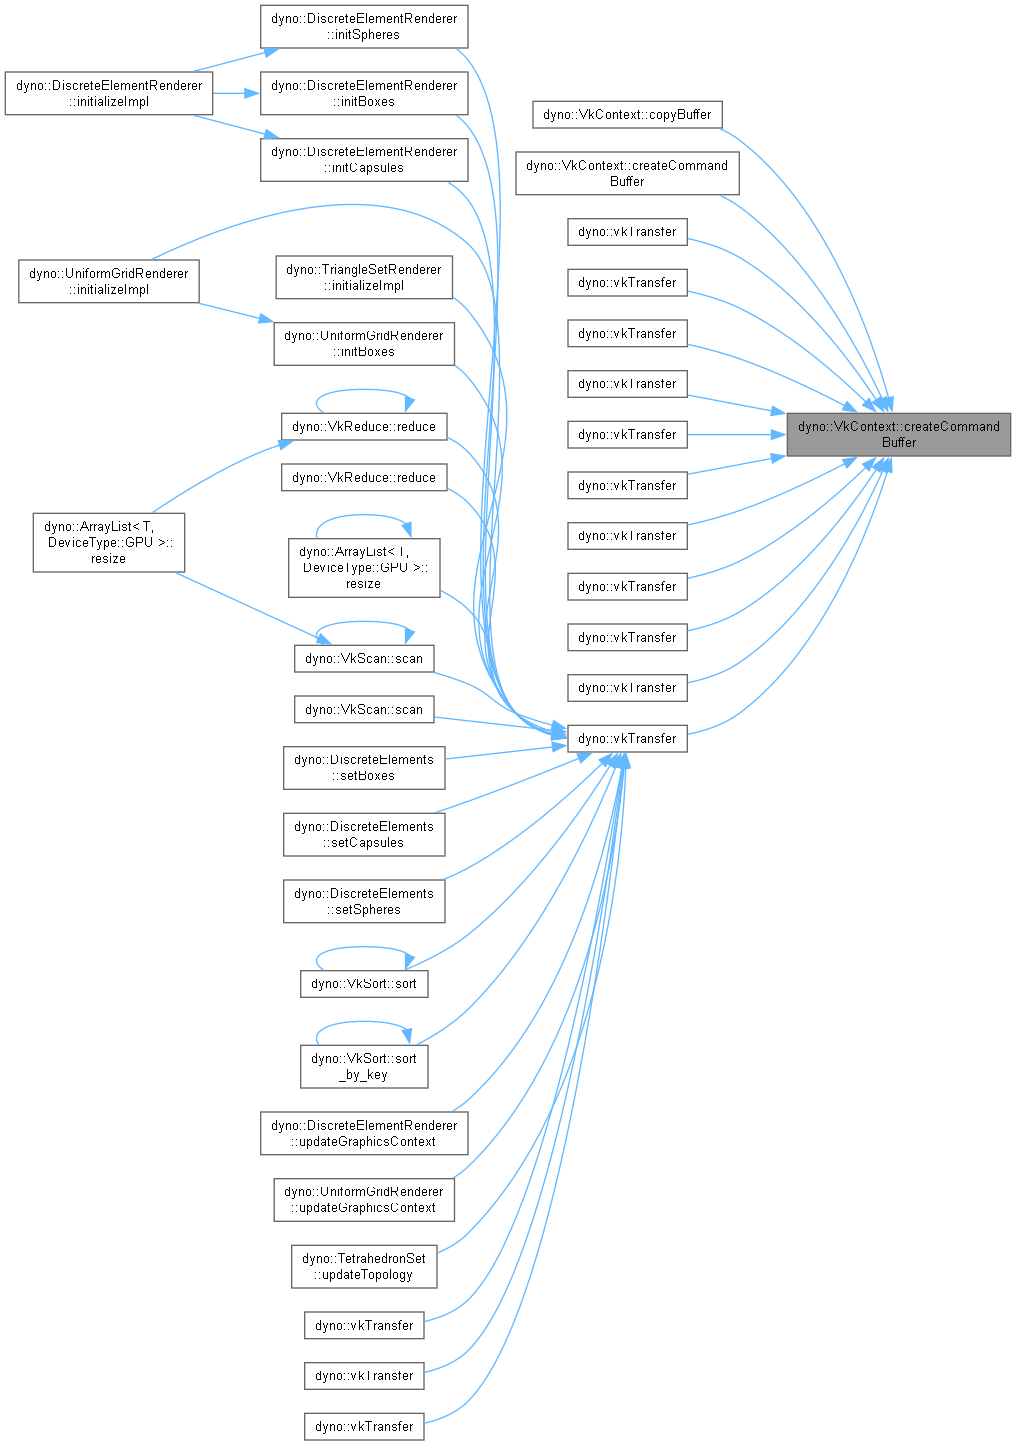 dyno::DiscreteElementRenderer
::initSpheres
dyno::DiscreteElementRenderer
::initializeImpl
dyno::DiscreteElementRenderer
::initBoxes
dyno::DiscreteElementRenderer
::initCapsules
dyno::UniformGridRenderer
::initializeImpl
dyno::TriangleSetRenderer
::initializeImpl
dyno::UniformGridRenderer
::initBoxes
dyno::VkReduce::reduce
dyno::VkReduce::reduce
dyno::ArrayList< T,
DeviceType::GPU >::
resize
dyno::ArrayList< T,
DeviceType::GPU >::
resize
dyno::VkScan::scan
dyno::VkScan::scan
dyno::DiscreteElements
::setBoxes
dyno::DiscreteElements
::setCapsules
dyno::DiscreteElements
::setSpheres
dyno::VkSort::sort
dyno::VkSort::sort
_by_key
dyno::DiscreteElementRenderer
::updateGraphicsContext
dyno::UniformGridRenderer
::updateGraphicsContext
dyno::TetrahedronSet
::updateTopology
dyno::vkTransfer
dyno::vkTransfer
dyno::vkTransfer
dyno::VkContext::copyBuffer
dyno::VkContext::createCommand
Buffer
dyno::vkTransfer
dyno::vkTransfer
dyno::vkTransfer
dyno::vkTransfer
dyno::vkTransfer
dyno::vkTransfer
dyno::vkTransfer
dyno::vkTransfer
dyno::vkTransfer
dyno::vkTransfer
dyno::vkTransfer
dyno::VkContext::createCommand
Buffer